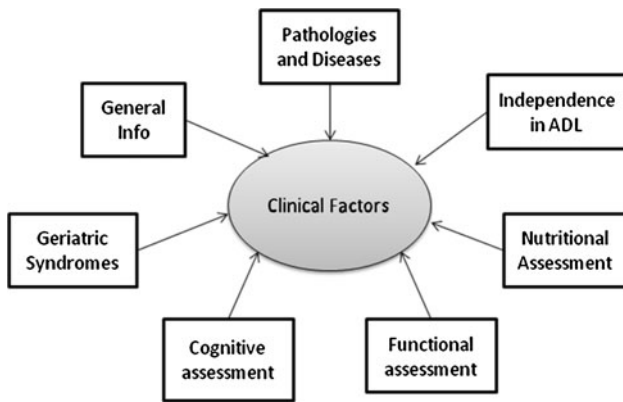 Pathologies
and Diseases
General
Info
Independence
in ADL
Clinical Factors
Geriatric
Syndromes
Nutritional
Assessment
Cognitive
assessment
Functional
assessment